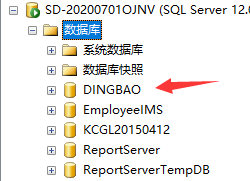 SD-20200701OJNV (SQL Server 12.0
数据库
系统数据库
数据库快照
DINGBAO
EmployeeIMS
KCGL20150412
ReportServer
ReportServerTempDB